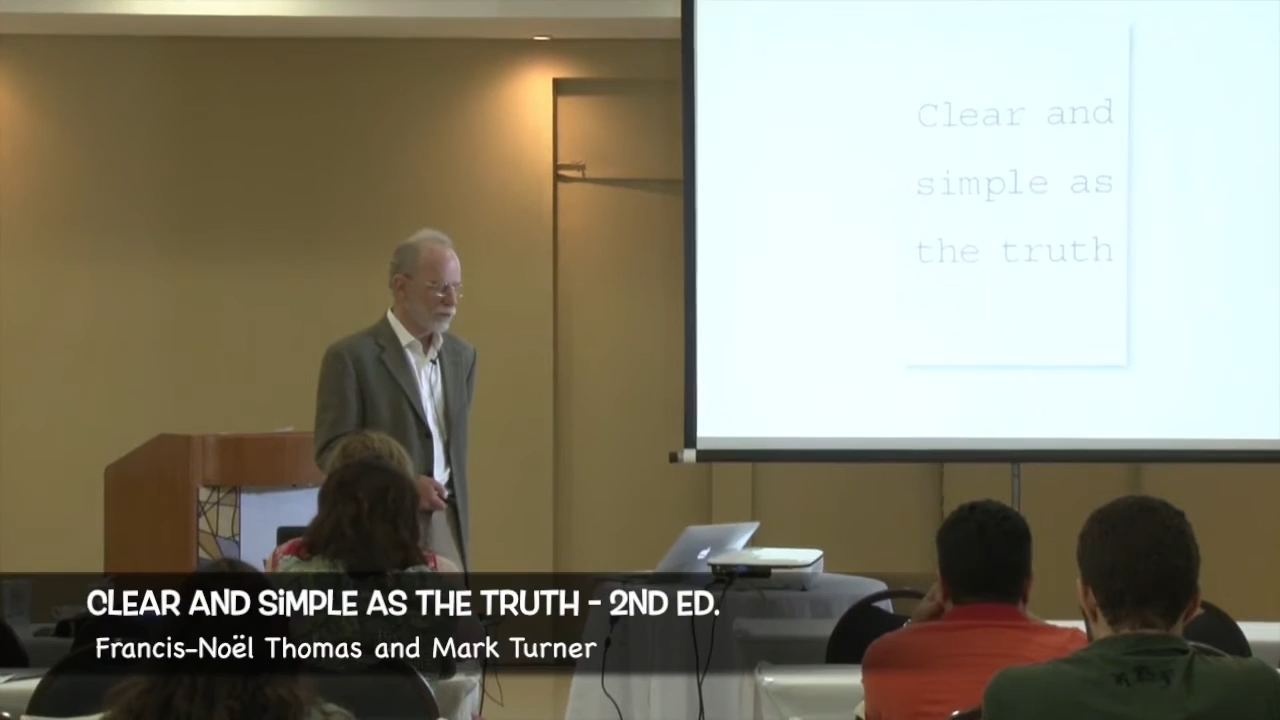 Clear and
simple as
the truth
CLEAR AND SiMPLE AS THE TRUTH - 2ND ED.
Francis-Noël Thomas and Mark Turner